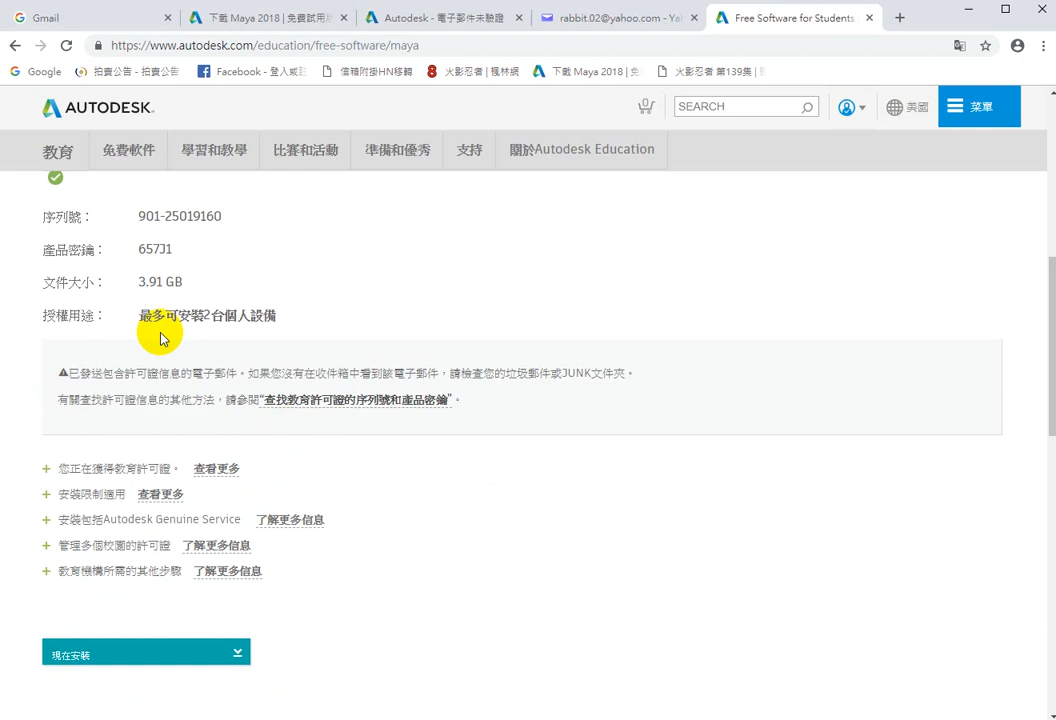 Gmail
下載 Maya 2018 | 免費試用
Autodesk - 電子郵件未驗證
rabbit.02@yahoo.com - Ya
Free Software for Students
https://www.autodesk.com/education/free-software/maya
Google
拍賣公告 - 拍賣公告
Facebook - 登入或註
信箱附掛HN移轉
火影忍者 | 楓林網
下載 Maya 2018 | 免
火影忍者 第139集 |
AUTODESK.
0
SEARCH
美國
菜單
教育
免費軟件
學習和教學
比賽和活動
準備和優秀
支持
關於Autodesk Education
序列號： 901-25019160
產品密鑰： 657J1
文件大小： 3.91 GB
授權用途： 最多可安裝2台個人設備
已發送包含許可證信息的電子郵件。如果您沒有在收件箱中看到該電子郵件，請檢查您的垃圾郵件或JUNK文件夾。
有關查找許可證信息的其他方法，請參閱“查找教育許可證的序列號和產品密鑰”。
+ 您正在獲得教育許可證。 查看更多
+ 安裝限制適用 查看更多
+ 安裝包括Autodesk Genuine Service 了解更多信息
+ 管理多個校園的許可證 了解更多信息
+ 教育機構所需的其他步驟 了解更多信息
現在安裝